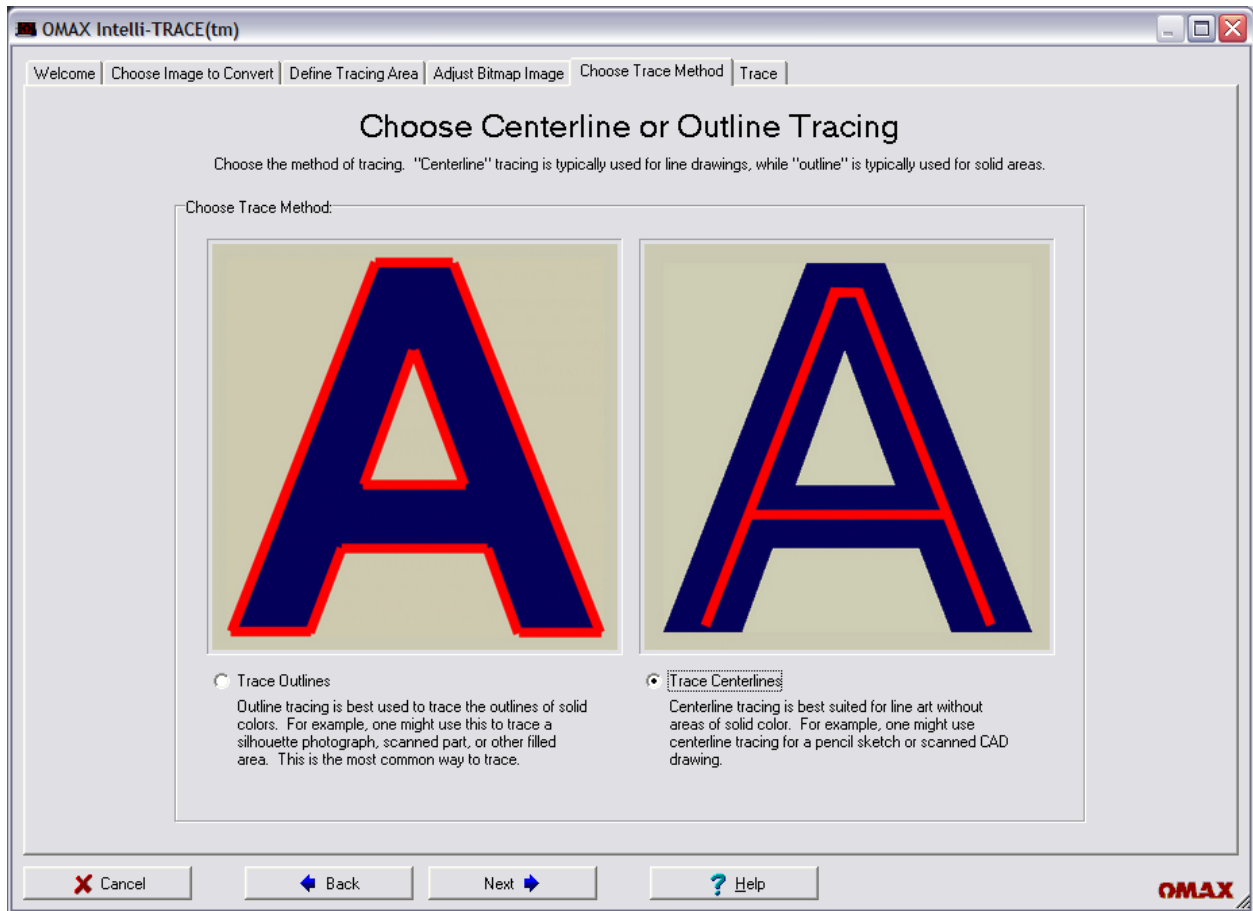 OMAX Intelli-TRACE(tm)
Welcome
Choose Image to Convert
Define Tracing Area
Adjust Bitmap Image
Choose Trace Method
Trace
Choose Centerline or Outline Tracing
Choose the method of tracing.  "Centerline" tracing is typically used for line drawings, while "outline" is typically used for solid areas.
Choose Trace Method:
A
A
Trace Outlines
Outline tracing is best used to trace the outlines of solid
colors.  For example, one might use this to trace a
silhouette photograph, scanned part, or other filled
area.  This is the most common way to trace.
Trace Centerlines
Centerline tracing is best suited for line art without
areas of solid color.  For example, one might use
centerline tracing for a pencil sketch or scanned CAD
drawing.
Cancel
Back
Next
Help
OMAX